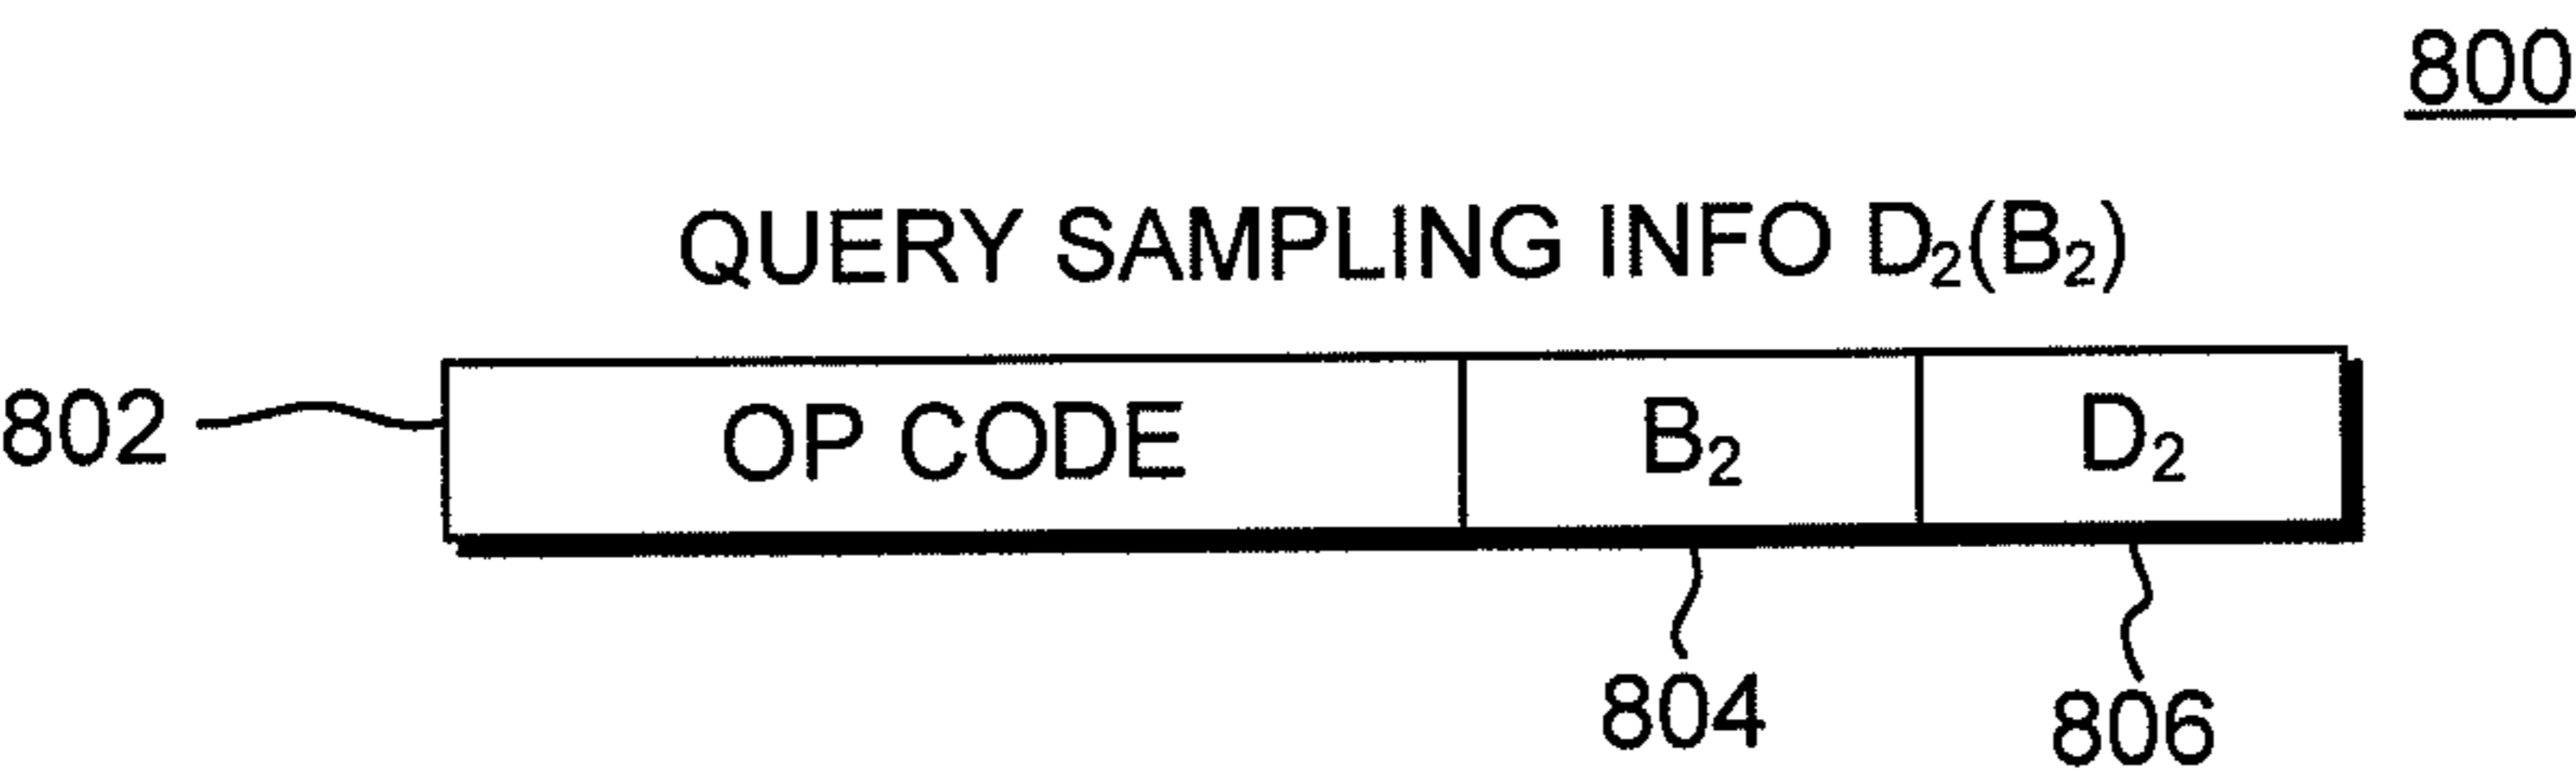 800
QUERY SAMPLING INFO D₂(B₂)
802 OP CODE B₂ D₂
804 806